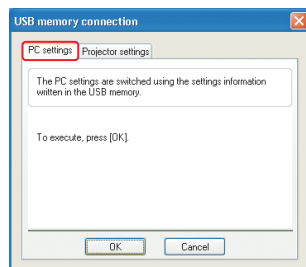 USB memory connection
PC settings
Projector settings
The PC settings are switched using the settings information
written in the USB memory.
To execute, press [OK].
OK
Cancel